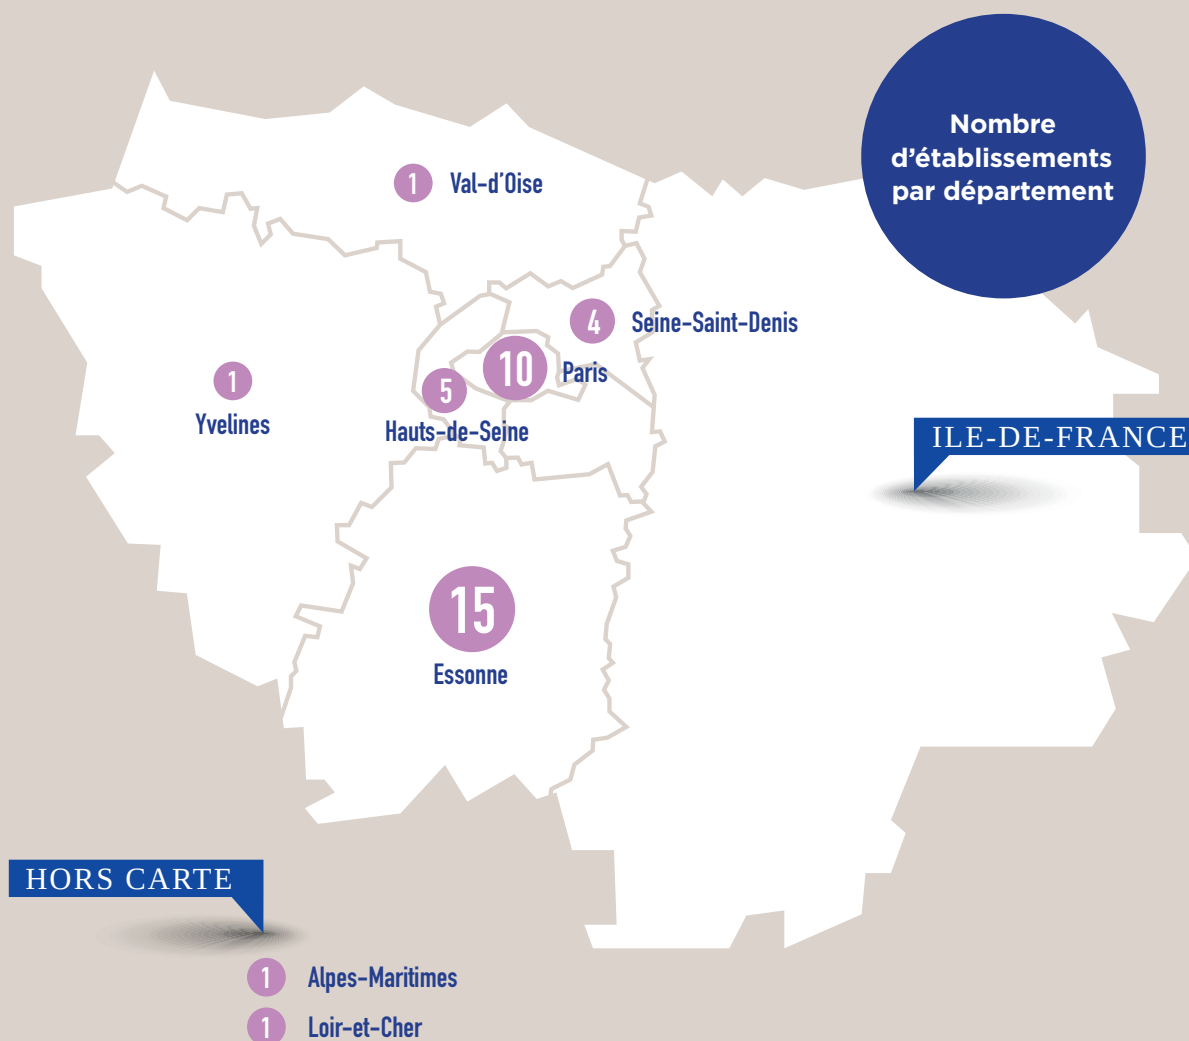 Nombre
d'établissements
par département
1 Val-d'Oise
4 Seine-Saint-Denis
10 Paris
1
Yvelines
5
Hauts-de-Seine
ILE-DE-FRANCE
15
Essonne
HORS CARTE
1 Alpes-Maritimes
1 Loir-et-Cher